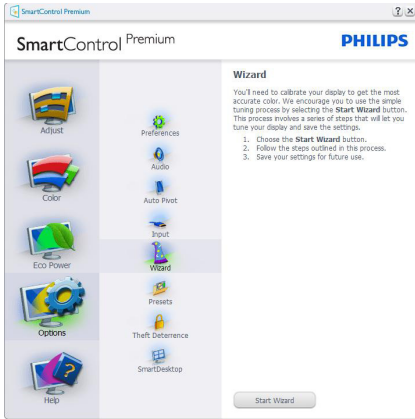 SmartControl Premium
? X
SmartControl Premium
PHILIPS
Adjust
Color
Eco Power
Options
Help
Preferences
Audio
Auto Pivot
Input
Wizard
Presets
Theft Deterrence
SmartDesktop
Wizard
You'll need to calibrate your display to get the most
accurate color. We encourage you to use the simple
tuning process by selecting the Start Wizard button.
This process involves a series of steps that will let you
tune your display and save the settings.
1. Choose the Start Wizard button.
2. Follow the steps outlined in this process.
3. Save your settings for future use.
Start Wizard